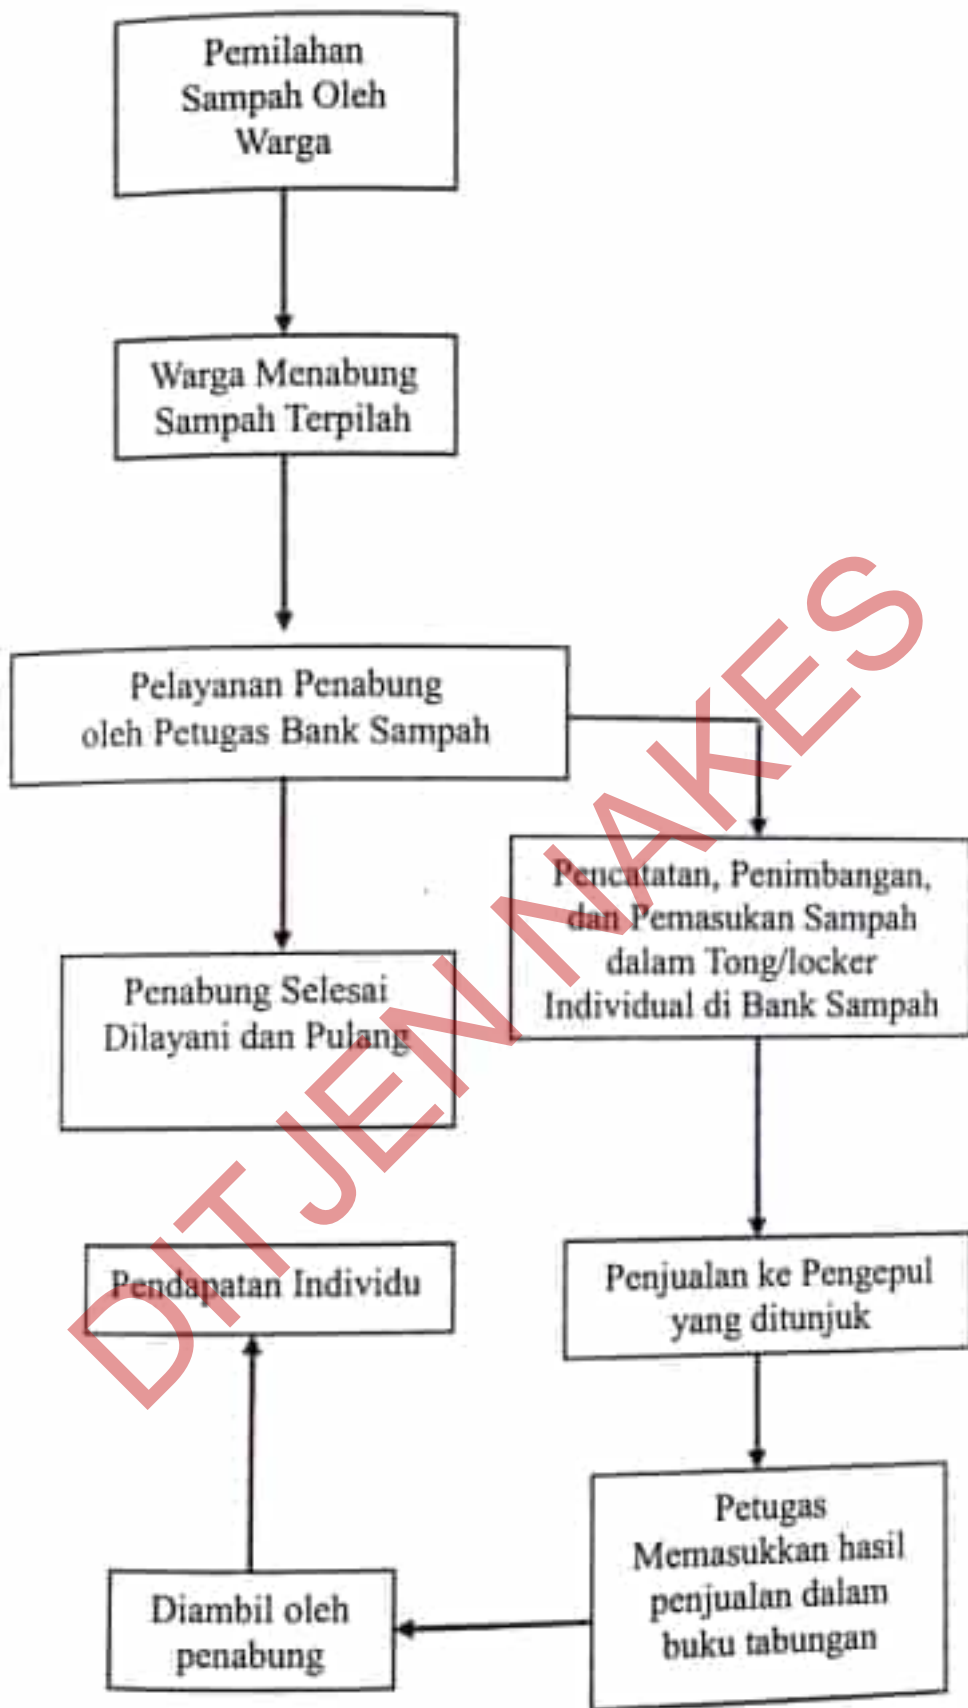 Pemilahan
Sampah Oleh
Warga
Warga Menabung
Sampah Terpilah
Pelayanan Penabung
oleh Petugas Bank Sampah
Pencatatan, Penimbangan,
dan Pemasukan Sampah
dalam Tong/locker
Individual di Bank Sampah
Penabung Selesai
Dilayani dan Pulang
Pendapatan Individu
Penjualan ke Pengepul
yang ditunjuk
Petugas
Memasukkan hasil
penjualan dalam
buku tabungan
Diambil oleh
penabung
DITJEN NAKES